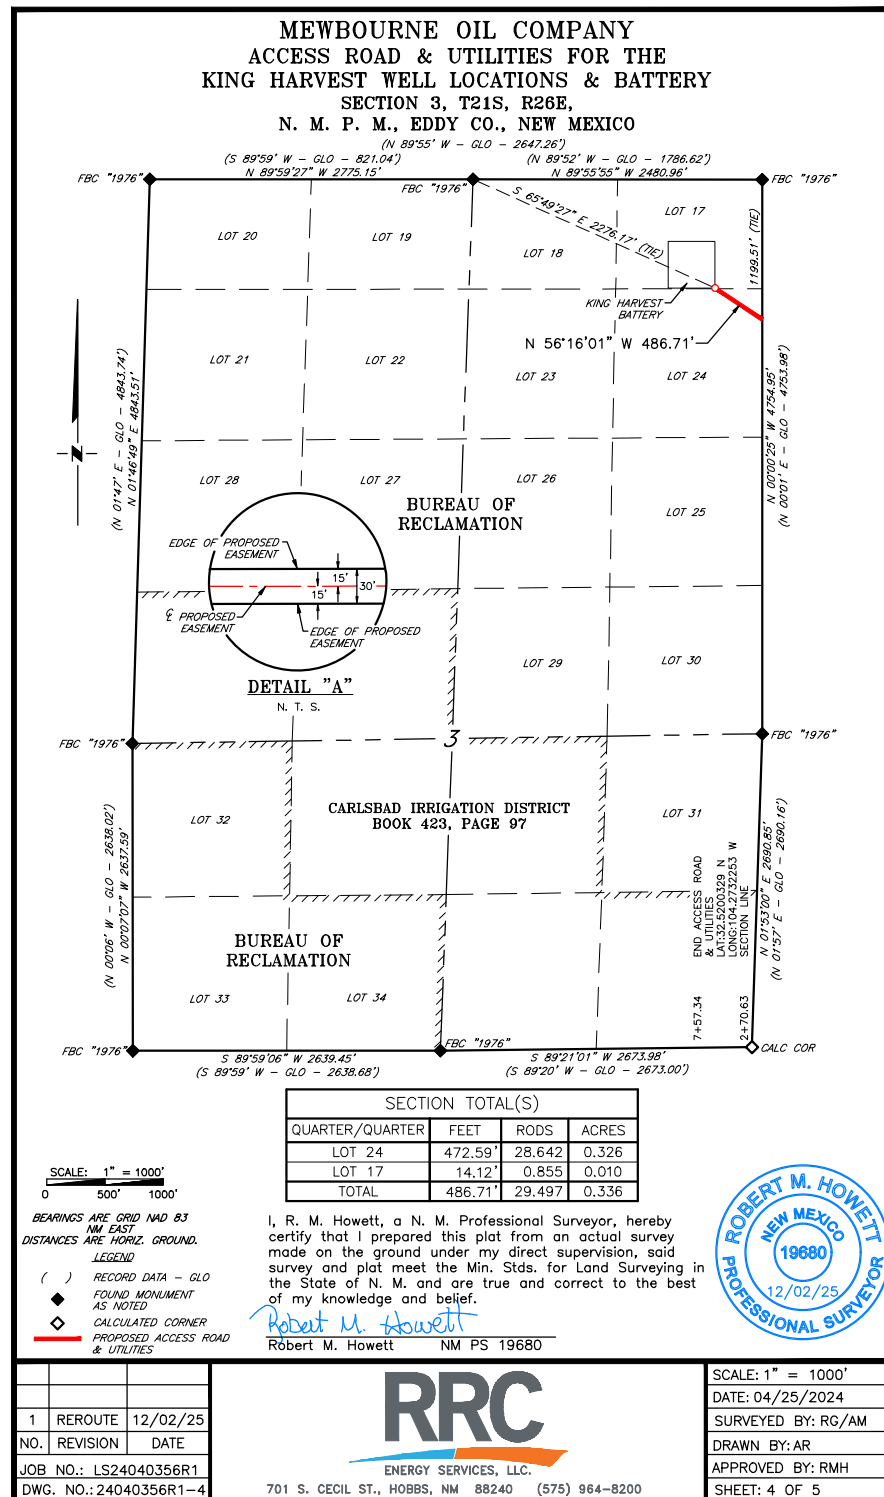 MEWBOURNE OIL COMPANY
ACCESS ROAD & UTILITIES FOR THE
KING HARVEST WELL LOCATIONS & BATTERY
SECTION 3, T21S, R26E,
N. M. P. M., EDDY CO., NEW MEXICO
(N 89°55' W - GLO - 2647.26')
(S 89°59' W - GLO - 821.04')
(N 89°52' W - GLO - 1786.62')
N 89°59'27" W 2775.15'
N 89°55'55" W 2480.96'
FBC "1976"
FBC "1976"
FBC "1976"
S 65°49'27" E 2276.17' (TIE)
1199.51' (TIE)
LOT 20
LOT 19
LOT 18
LOT 17
KING HARVEST
BATTERY
N 56°16'01" W 486.71'
LOT 21
LOT 22
LOT 23
LOT 24
(N 01°47' E - GLO - 4843.74')
N 01°46'49" E 4843.51'
N 00°00'25" W 4754.95'
(N 00°01' E - GLO - 4753.98')
N
LOT 28
LOT 27
LOT 26
LOT 25
BUREAU OF
RECLAMATION
EDGE OF PROPOSED
EASEMENT
15'
15'
30'
℄ PROPOSED
EASEMENT
EDGE OF PROPOSED
EASEMENT
DETAIL "A"
N. T. S.
LOT 29
LOT 30
FBC "1976"
3
FBC "1976"
LOT 32
CARLSBAD IRRIGATION DISTRICT
BOOK 423, PAGE 97
LOT 31
(N 00°06' W - GLO - 2638.02')
N 00°07'07" W 2637.59'
7+57.34 END ACCESS ROAD
& UTILITIES
LAT:32.5200329 N
LONG:104.2732253 W
2+70.63 SECTION LINE
N 01°53'00" E 2690.85'
(N 01°57' E - GLO - 2690.16')
BUREAU OF
RECLAMATION
LOT 33
LOT 34
FBC "1976"
FBC "1976"
CALC COR
S 89°59'06" W 2639.45'
(S 89°59' W - GLO - 2638.68')
S 89°21'01" W 2673.98'
(S 89°20' W - GLO - 2673.00')
SECTION TOTAL(S)
QUARTER/QUARTER FEET RODS ACRES
LOT 24 472.59' 28.642 0.326
LOT 17 14.12' 0.855 0.010
TOTAL 486.71' 29.497 0.336
SCALE: 1" = 1000'
0 500' 1000'
BEARINGS ARE GRID NAD 83
NM EAST
DISTANCES ARE HORIZ. GROUND.
LEGEND
( ) RECORD DATA - GLO
FOUND MONUMENT
AS NOTED
CALCULATED CORNER
PROPOSED ACCESS ROAD
& UTILITIES
I, R. M. Howett, a N. M. Professional Surveyor, hereby
certify that I prepared this plat from an actual survey
made on the ground under my direct supervision, said
survey and plat meet the Min. Stds. for Land Surveying in
the State of N. M. and are true and correct to the best
of my knowledge and belief.
Robert M. Howett
Robert M. Howett NM PS 19680
ROBERT M. HOWETT
NEW MEXICO
19680
12/02/25
PROFESSIONAL SURVEYOR
1 REROUTE 12/02/25
NO. REVISION DATE
JOB NO.: LS24040356R1
DWG. NO.: 24040356R1-4
RRC
ENERGY SERVICES, LLC.
701 S. CECIL ST., HOBBS, NM 88240 (575) 964-8200
SCALE: 1" = 1000'
DATE: 04/25/2024
SURVEYED BY: RG/AM
DRAWN BY: AR
APPROVED BY: RMH
SHEET: 4 OF 5